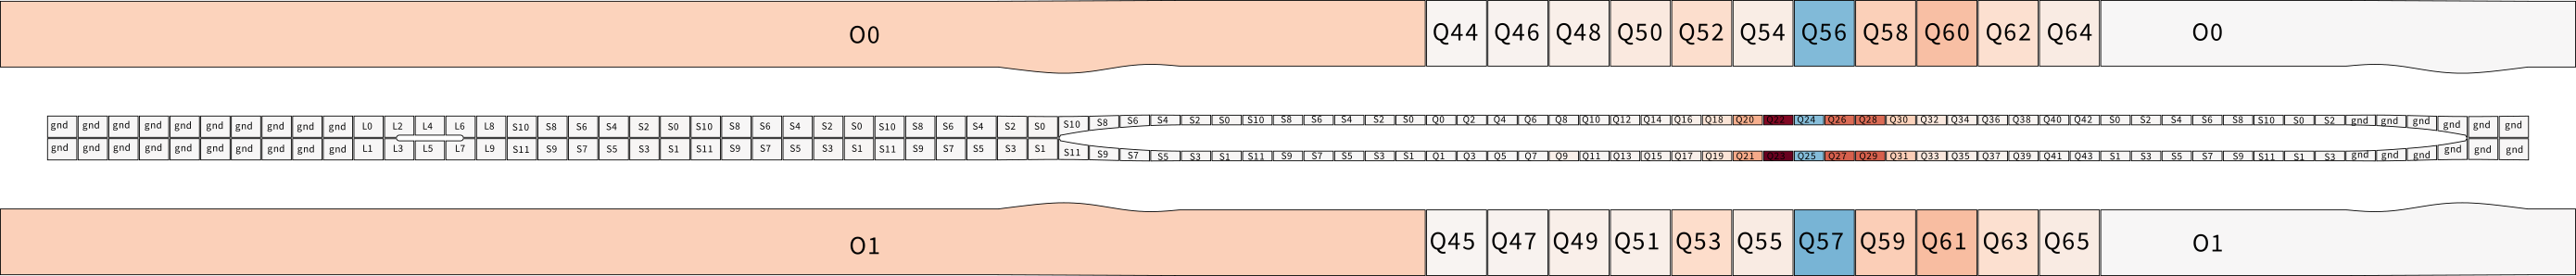 O0 Q44 Q46 Q48 Q50 Q52 Q54 Q56 Q58 Q60 Q62 Q64 O0
gnd gnd gnd gnd gnd gnd gnd gnd gnd gnd L0 L2 L4 L6 L8 S10 S8 S6 S4 S2 S0 S10 S8 S6 S4 S2 S0 S10 S8 S6 S4 S2 S0 S10 S8 S6 S4 S2 S0 S10 S8 S6 S4 S2 S0 Q0 Q2 Q4 Q6 Q8 Q10 Q12 Q14 Q16 Q18 Q20 Q22 Q24 Q26 Q28 Q30 Q32 Q34 Q36 Q38 Q40 Q42 S0 S2 S4 S6 S8 S10 S0 S2 gnd gnd gnd gnd gnd gnd
gnd gnd gnd gnd gnd gnd gnd gnd gnd gnd L1 L3 L5 L7 L9 S11 S9 S7 S5 S3 S1 S11 S9 S7 S5 S3 S1 S11 S9 S7 S5 S3 S1 S11 S9 S7 S5 S3 S1 S11 S9 S7 S5 S3 S1 Q1 Q3 Q5 Q7 Q9 Q11 Q13 Q15 Q17 Q19 Q21 Q23 Q25 Q27 Q29 Q31 Q33 Q35 Q37 Q39 Q41 Q43 S1 S3 S5 S7 S9 S11 S1 S3 gnd gnd gnd gnd gnd gnd
O1 Q45 Q47 Q49 Q51 Q53 Q55 Q57 Q59 Q61 Q63 Q65 O1